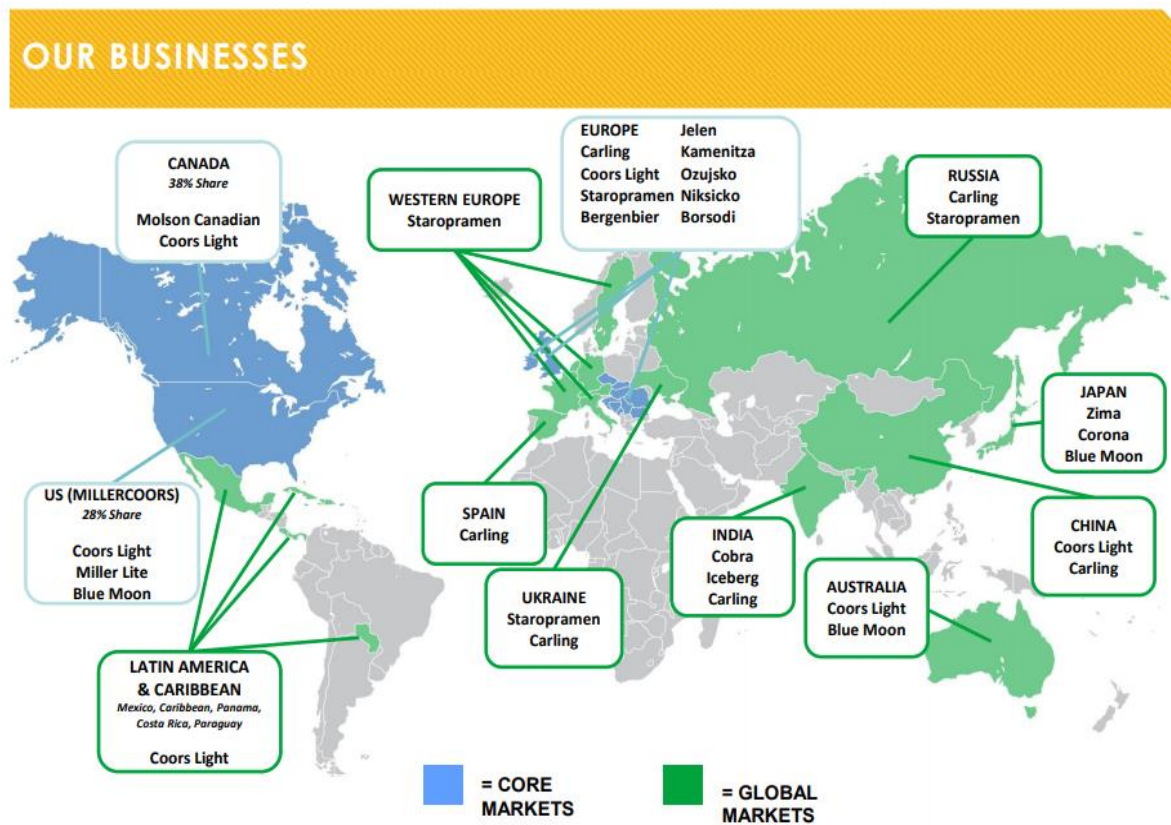 OUR BUSINESSES
CANADA
38% Share
Molson Canadian
Coors Light
WESTERN EUROPE
Staropramen
EUROPE Jelen
Carling Kamenitza
Coors Light Ozujsko
Staropramen Niksicko
Bergenbier Borsodi
RUSSIA
Carling
Staropramen
US (MILLERCOORS)
28% Share
Coors Light
Miller Lite
Blue Moon
LATIN AMERICA
& CARIBBEAN
Mexico, Caribbean, Panama,
Costa Rica, Paraguay
Coors Light
SPAIN
Carling
UKRAINE
Staropramen
Carling
INDIA
Cobra
Iceberg
Carling
JAPAN
Zima
Corona
Blue Moon
CHINA
Coors Light
Carling
AUSTRALIA
Coors Light
Blue Moon
= CORE
MARKETS
= GLOBAL
MARKETS